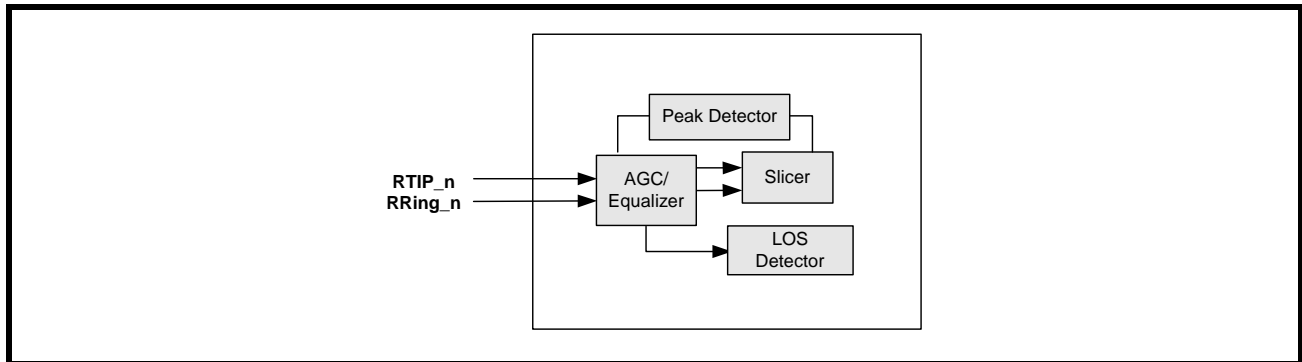 Peak Detector
RTIP_n
RRing_n
AGC/
Equalizer
Slicer
LOS
Detector